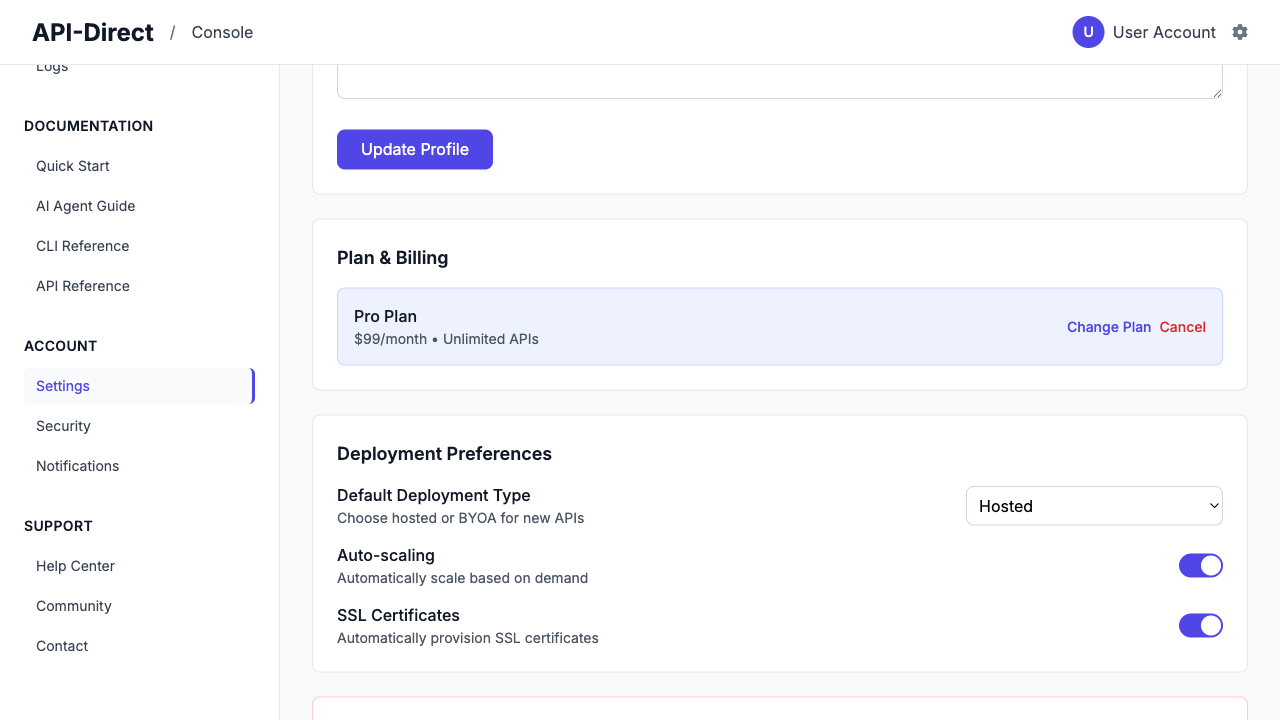 API-Direct / Console
U User Account
Logs
DOCUMENTATION
Quick Start
AI Agent Guide
CLI Reference
API Reference
ACCOUNT
Settings
Security
Notifications
SUPPORT
Help Center
Community
Contact
Update Profile
Plan & Billing
Pro Plan
$99/month • Unlimited APIs
Change Plan Cancel
Deployment Preferences
Default Deployment Type
Choose hosted or BYOA for new APIs
Hosted
Auto-scaling
Automatically scale based on demand
SSL Certificates
Automatically provision SSL certificates